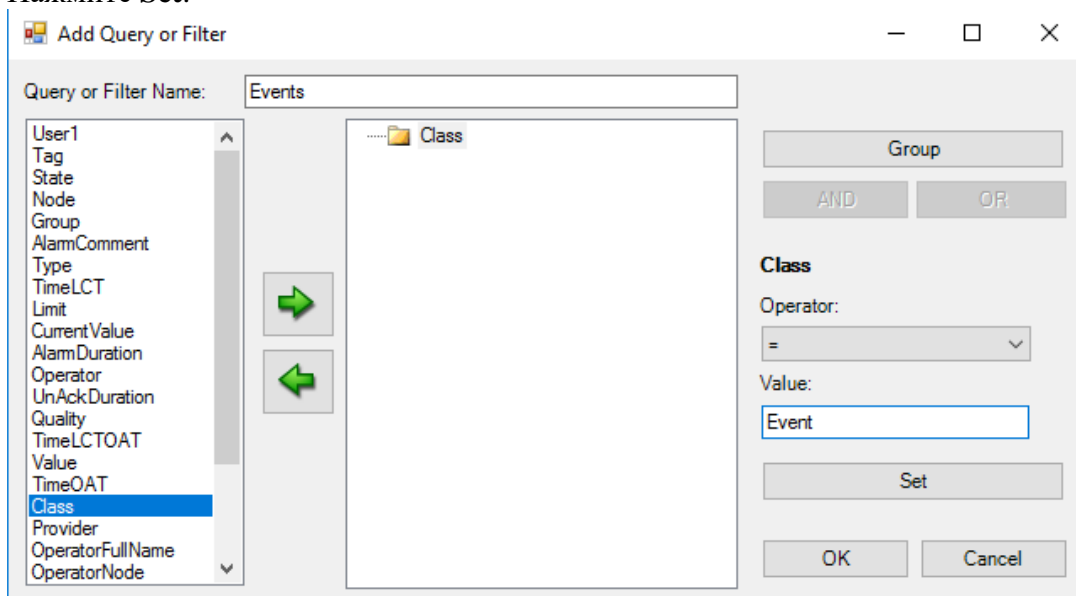 Нажмите Set.
Add Query or Filter
Query or Filter Name: Events
User1
Tag
State
Node
Group
AlarmComment
Type
TimeLCT
Limit
CurrentValue
AlarmDuration
Operator
UnAckDuration
Quality
TimeLCTOAT
Value
TimeOAT
Class
Provider
OperatorFullName
OperatorNode
Class
Group
AND OR
Class
Operator:
=
Value:
Event
Set
OK Cancel